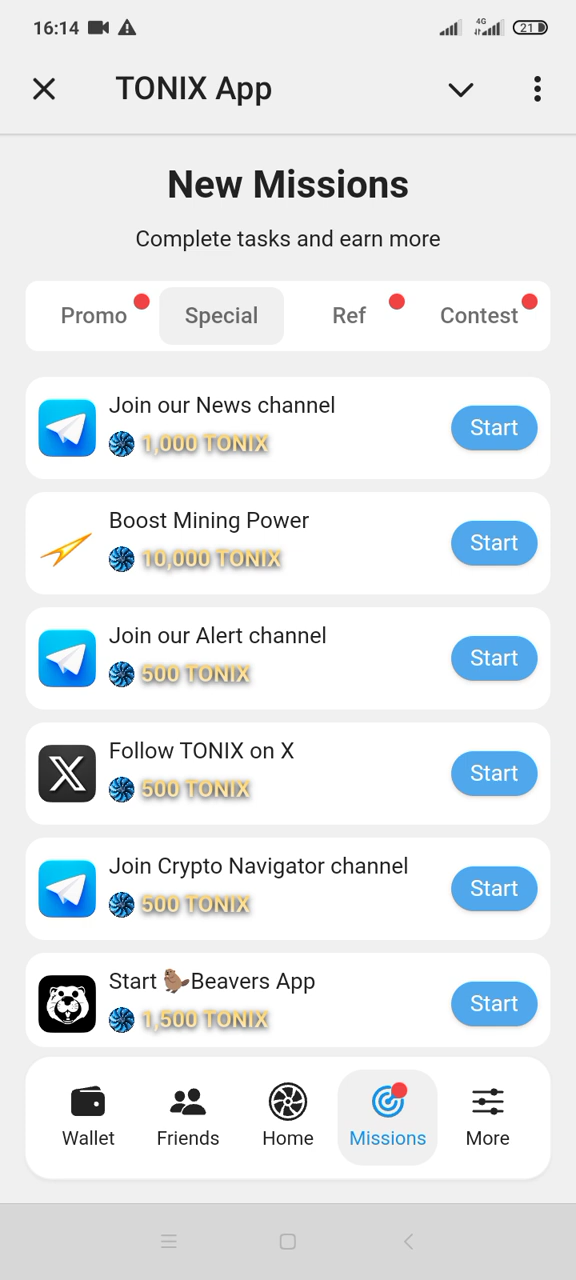 16:14
4G
21
TONIX App
New Missions
Complete tasks and earn more
Promo Special Ref Contest
Join our News channel
1,000 TONIX
Start
Boost Mining Power
10,000 TONIX
Start
Join our Alert channel
500 TONIX
Start
Follow TONIX on X
500 TONIX
Start
Join Crypto Navigator channel
500 TONIX
Start
Start 🦫Beavers App
1,500 TONIX
Start
Wallet Friends Home Missions More